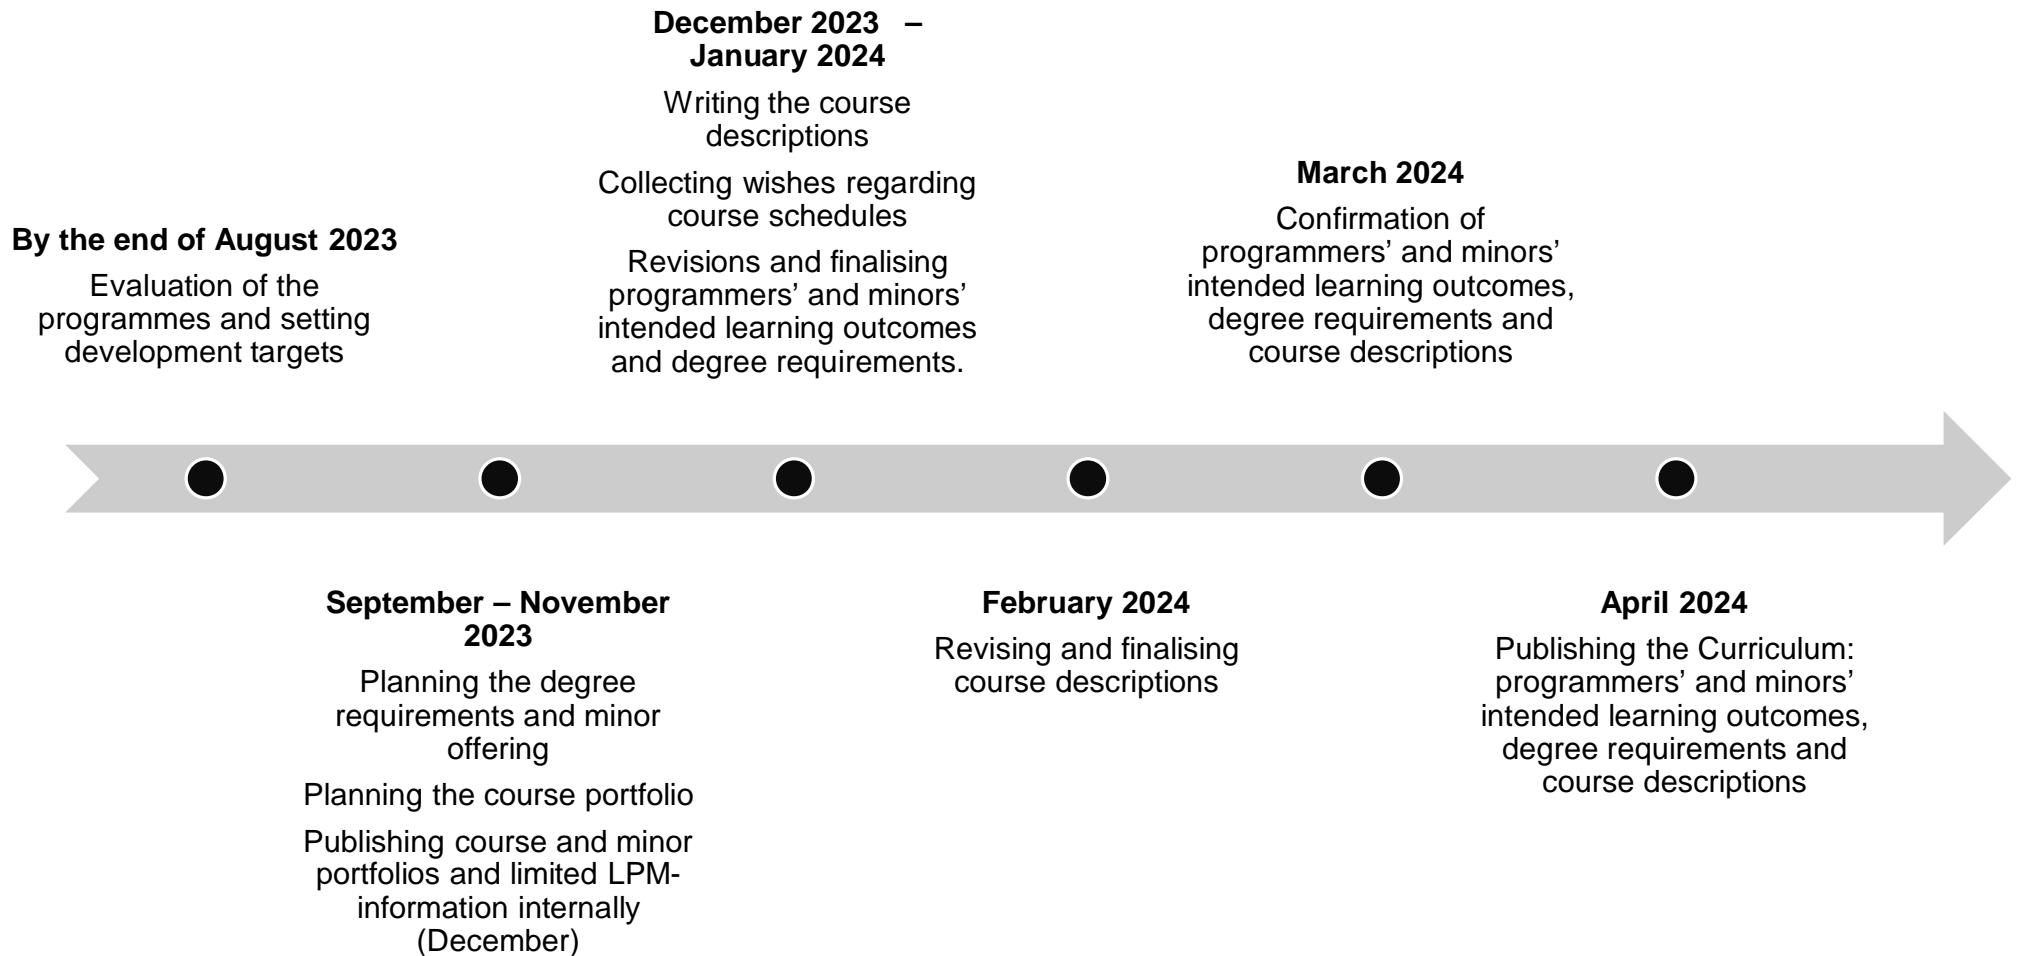 By the end of August 2023
Evaluation of the
programmes and setting
development targets
September – November
2023
Planning the degree
requirements and minor
offering
Planning the course portfolio
Publishing course and minor
portfolios and limited LPM-
information internally
(December)
December 2023 –
January 2024
Writing the course
descriptions
Collecting wishes regarding
course schedules
Revisions and finalising
programmers’ and minors’
intended learning outcomes
and degree requirements.
February 2024
Revising and finalising
course descriptions
March 2024
Confirmation of
programmers’ and minors’
intended learning outcomes,
degree requirements and
course descriptions
April 2024
Publishing the Curriculum:
programmers’ and minors’
intended learning outcomes,
degree requirements and
course descriptions